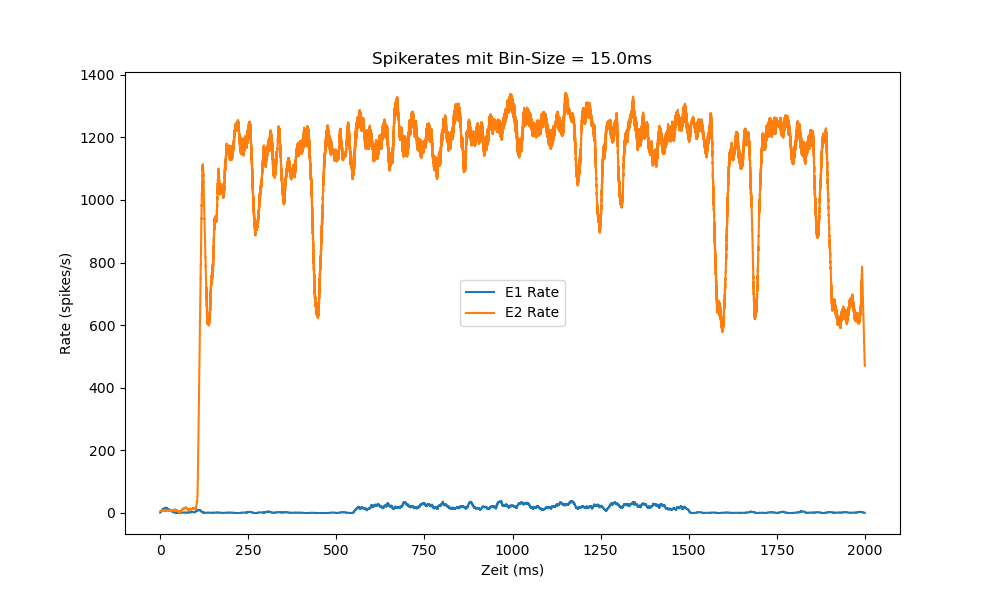 Spikerates mit Bin-Size = 15.0ms
1400
1200
1000
800
600
400
200
0
Rate (spikes/s)
E1 Rate
E2 Rate
0 250 500 750 1000 1250 1500 1750 2000
Zeit (ms)